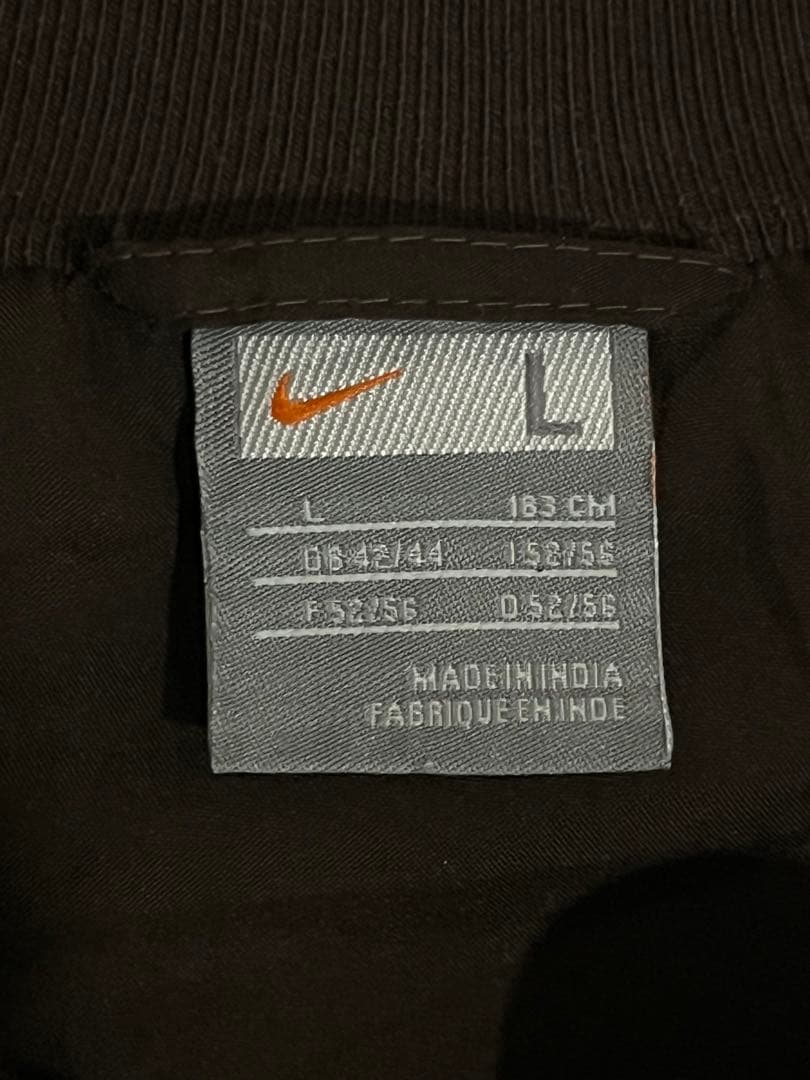 L
L 183 CM
GB 42/44 I 52/56
F 52/56 D 52/56
MADE IN INDIA
FABRIQUE EN INDE